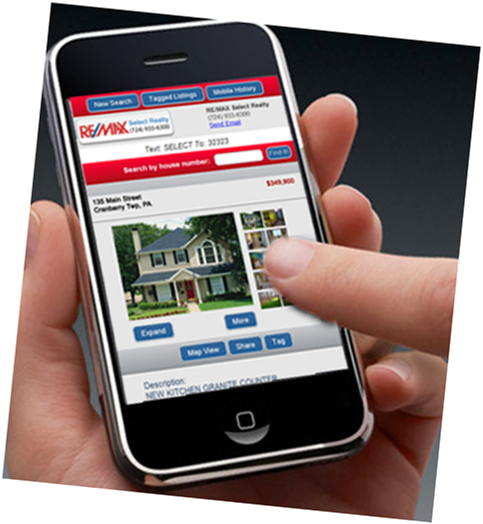 New Search Tagged Listings Mobile History
RE/MAX Select Realty
(724) 933-6300
RE/MAX Select Realty
(724) 933-6300
Send Email
Text: SELECT To: 32323
Search by house number: Find It
$349,900
135 Main Street
Cranberry Twp, PA
Expand More
Map View Share Tag
Description:
NEW KITCHEN GRANITE COUNTER